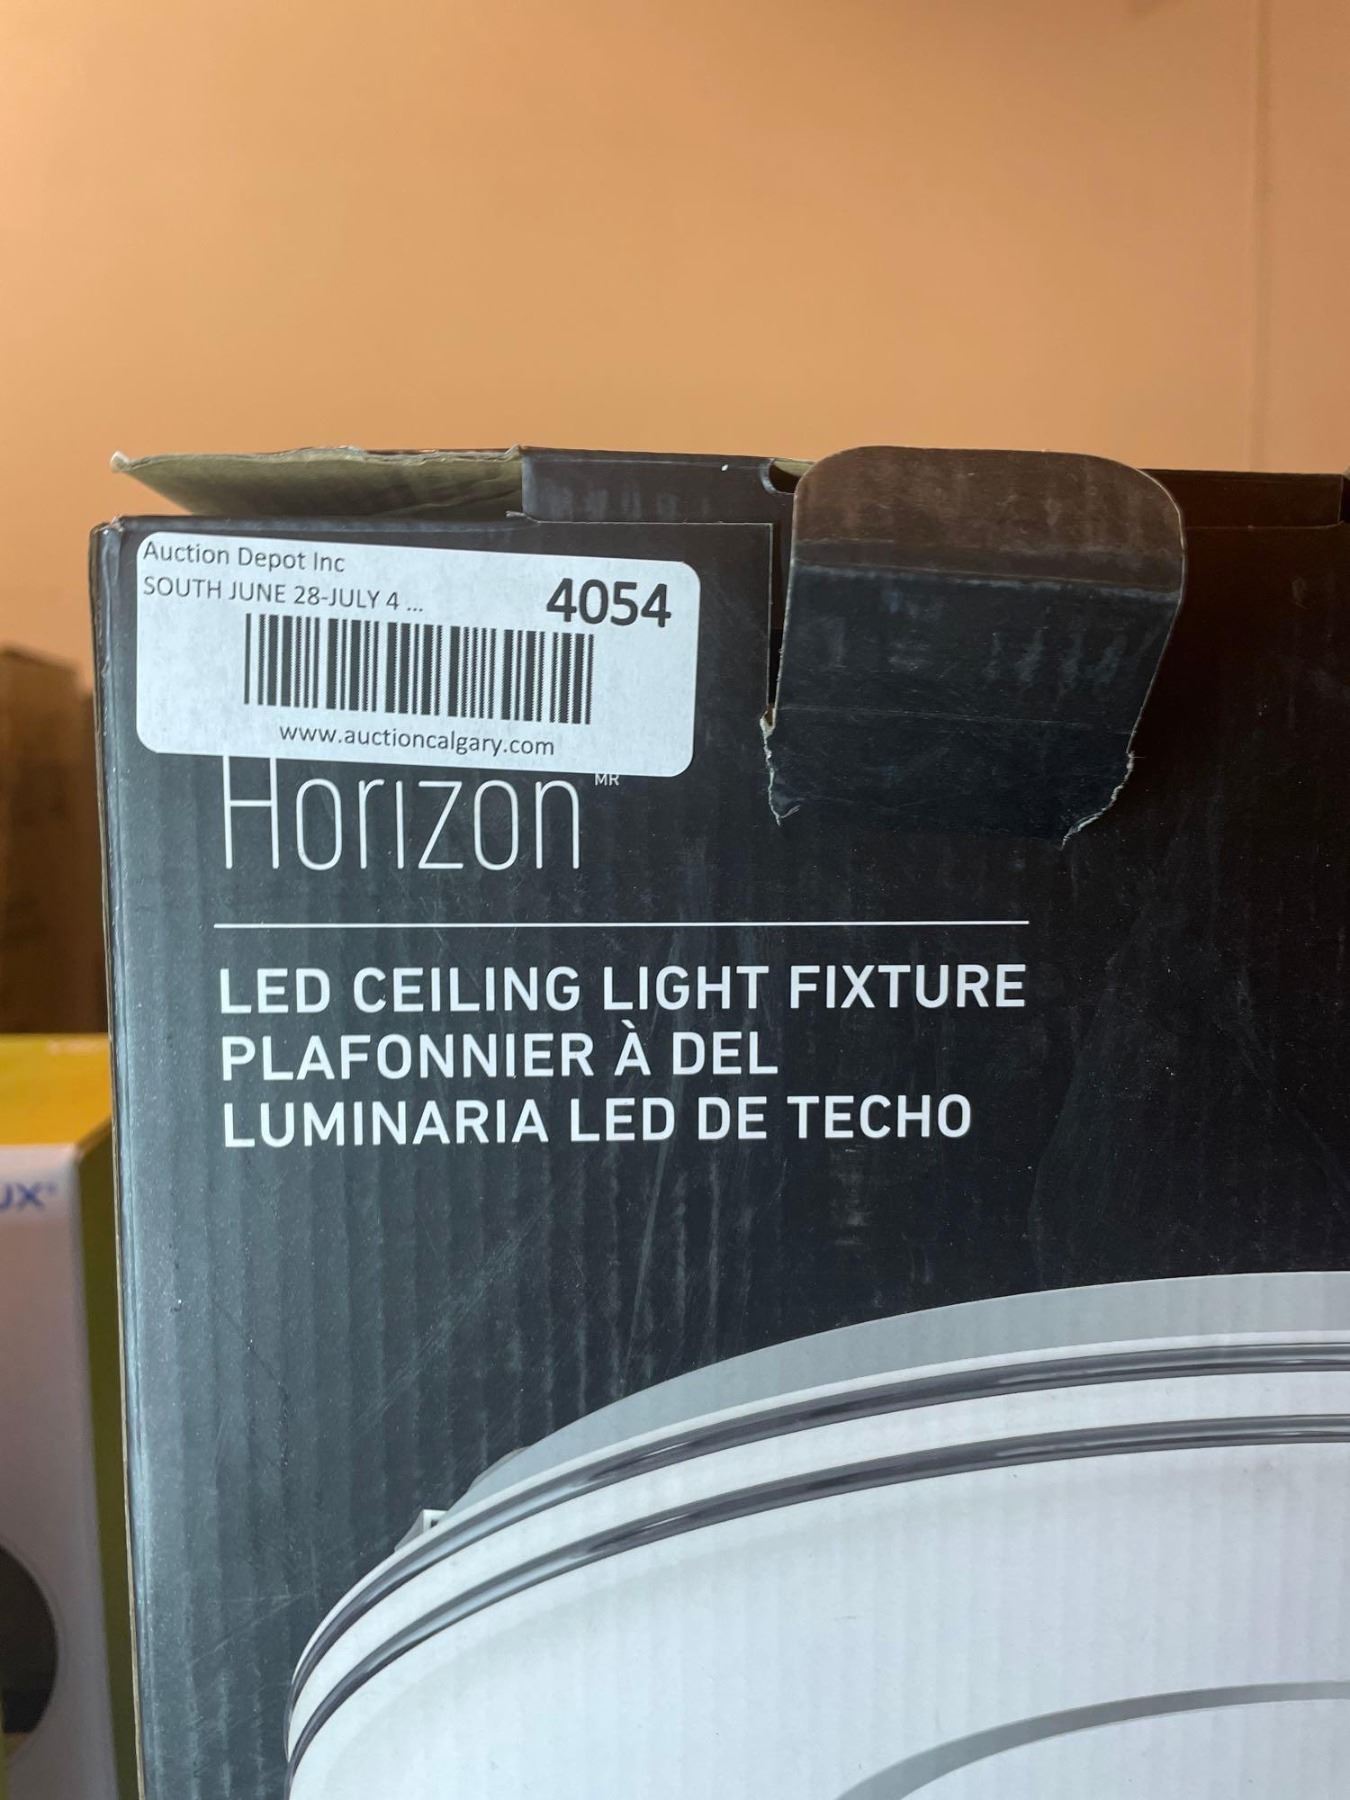 Auction Depot Inc
SOUTH JUNE 28-JULY 4 ...
4054
www.auctioncalgary.com
Horizon MR
LED CEILING LIGHT FIXTURE
PLAFONNIER À DEL
LUMINARIA LED DE TECHO
UX